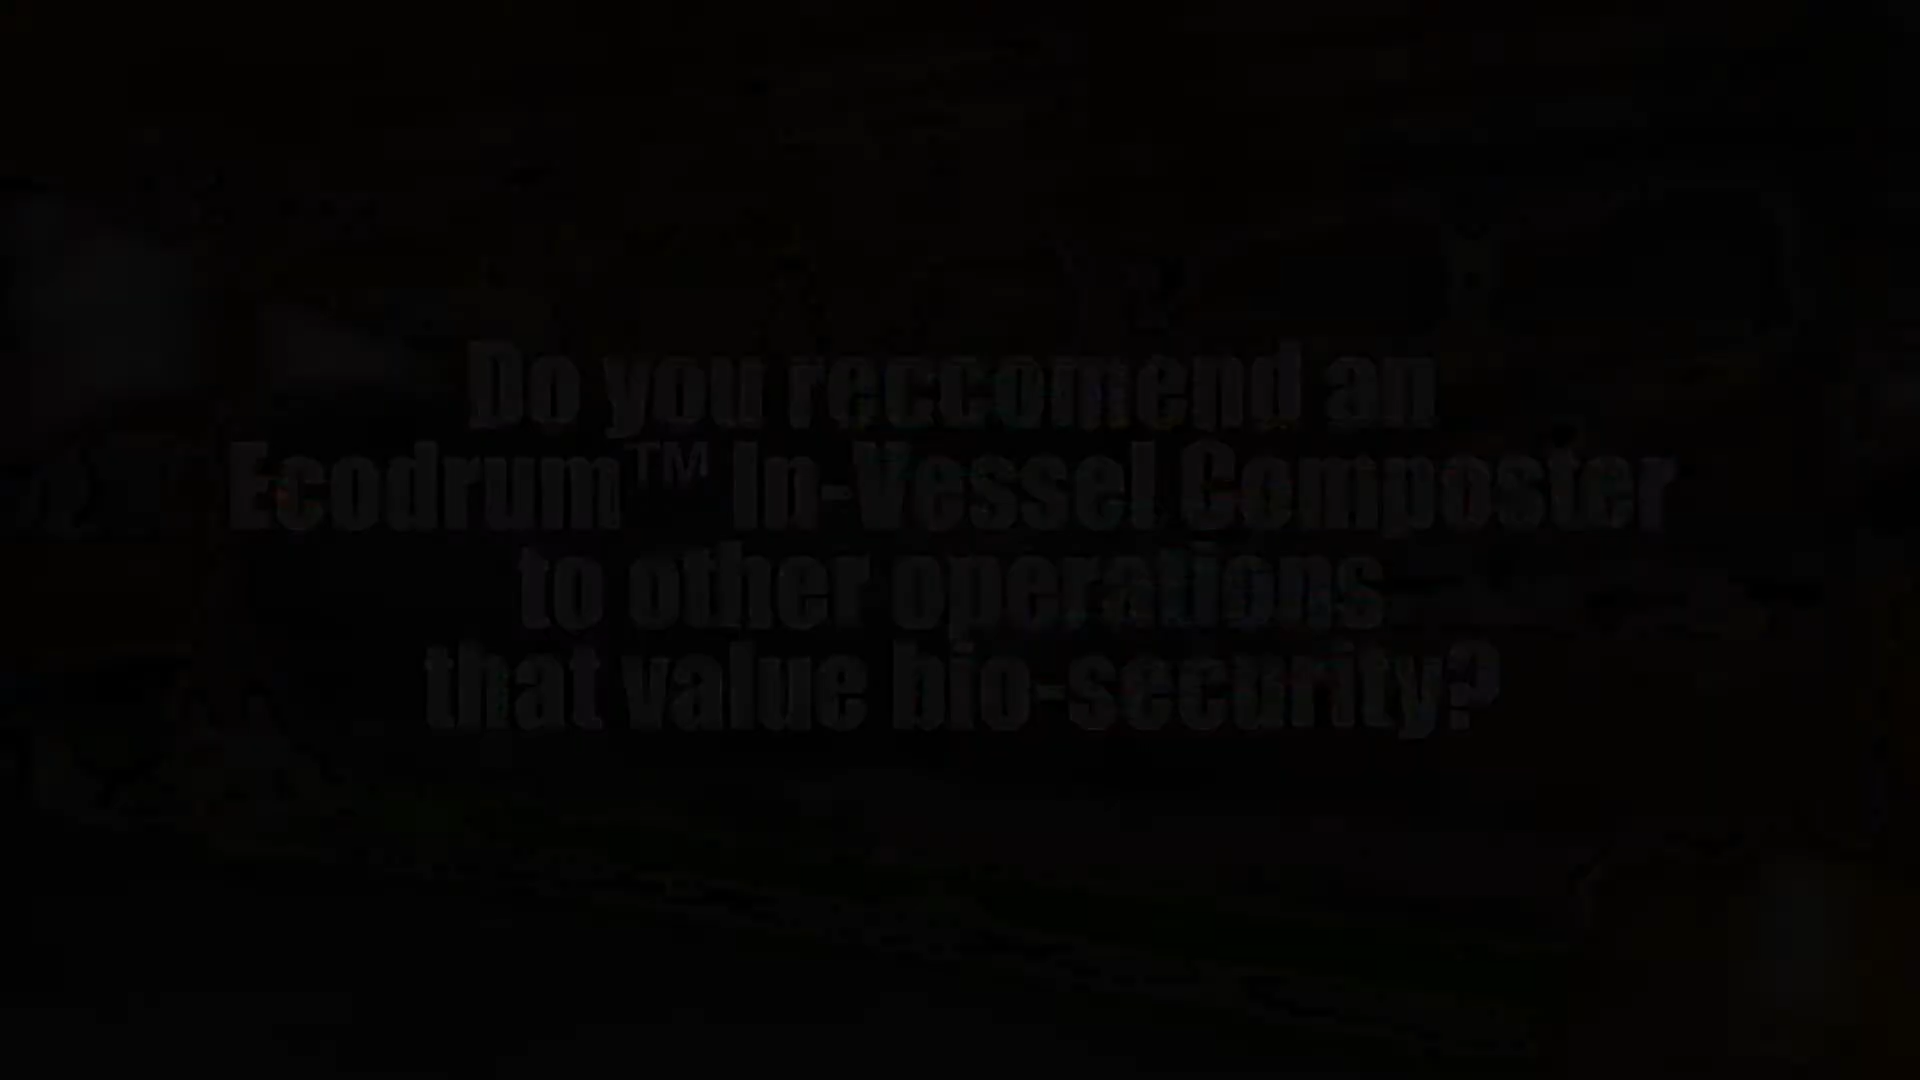 Do you reccomend an
Ecodrum™ In-Vessel Composter
to other operations
that value bio-security?